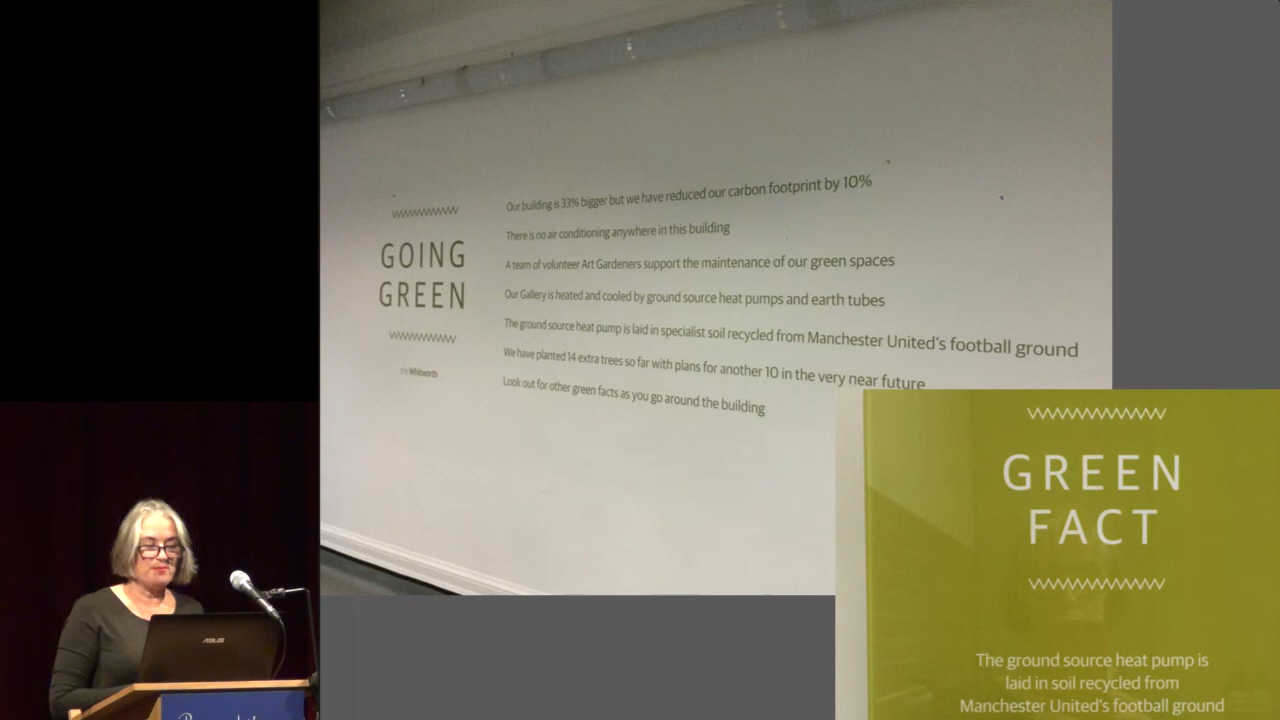 GOING
GREEN
the Whitworth
Our building is 33% bigger but we have reduced our carbon footprint by 10%
There is no air conditioning anywhere in this building
A team of volunteer Art Gardeners support the maintenance of our green spaces
Our Gallery is heated and cooled by ground source heat pumps and earth tubes
The ground source heat pump is laid in specialist soil recycled from Manchester United's football ground
We have planted 14 extra trees so far with plans for another 10 in the very near future
Look out for other green facts as you go around the building
GREEN
FACT
The ground source heat pump is
laid in soil recycled from
Manchester United's football ground
ASUS